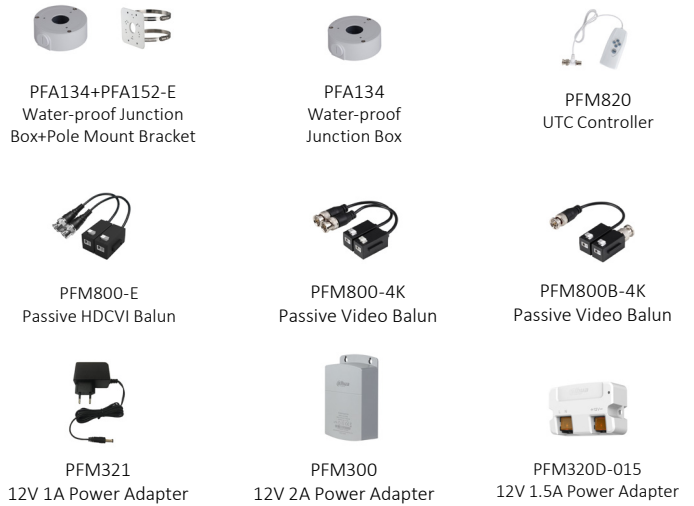 PFA134+PFA152-E
Water-proof Junction
Box+Pole Mount Bracket
PFA134
Water-proof
Junction Box
PFM820
UTC Controller
PFM800-E
Passive HDCVI Balun
PFM800-4K
Passive Video Balun
PFM800B-4K
Passive Video Balun
PFM321
12V 1A Power Adapter
PFM300
12V 2A Power Adapter
PFM320D-015
12V 1.5A Power Adapter